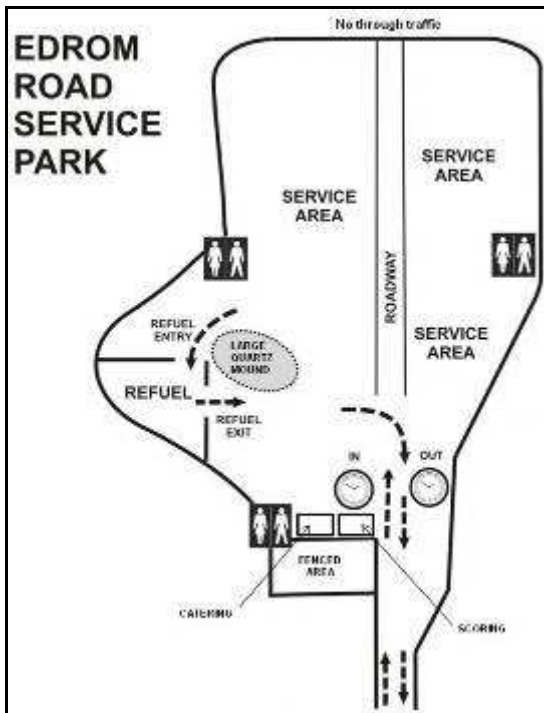 EDROM
ROAD
SERVICE
PARK
No through traffic
SERVICE
AREA
SERVICE
AREA
ROADWAY
REFUEL
ENTRY
LARGE
QUARTZ
MOUND
SERVICE
AREA
REFUEL
REFUEL
EXIT
IN
OUT
FENCED
AREA
CATERING
SCORING